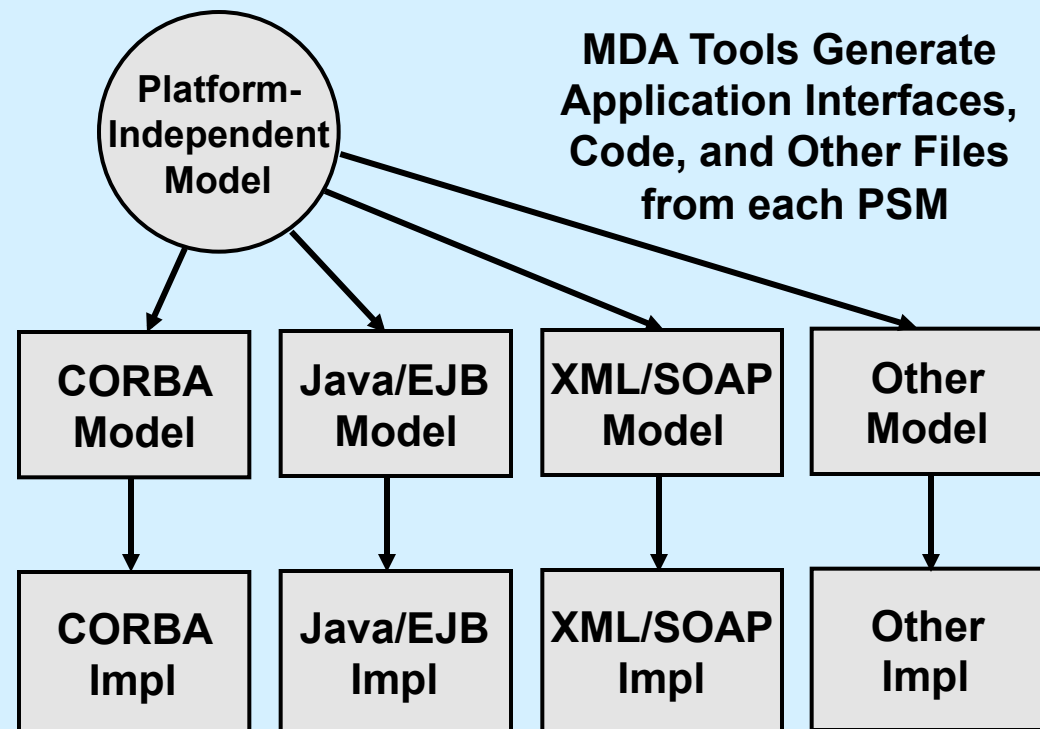 Platform-
Independent
Model
MDA Tools Generate
Application Interfaces,
Code, and Other Files
from each PSM
CORBA
Model
Java/EJB
Model
XML/SOAP
Model
Other
Model
CORBA
Impl
Java/EJB
Impl
XML/SOAP
Impl
Other
Impl